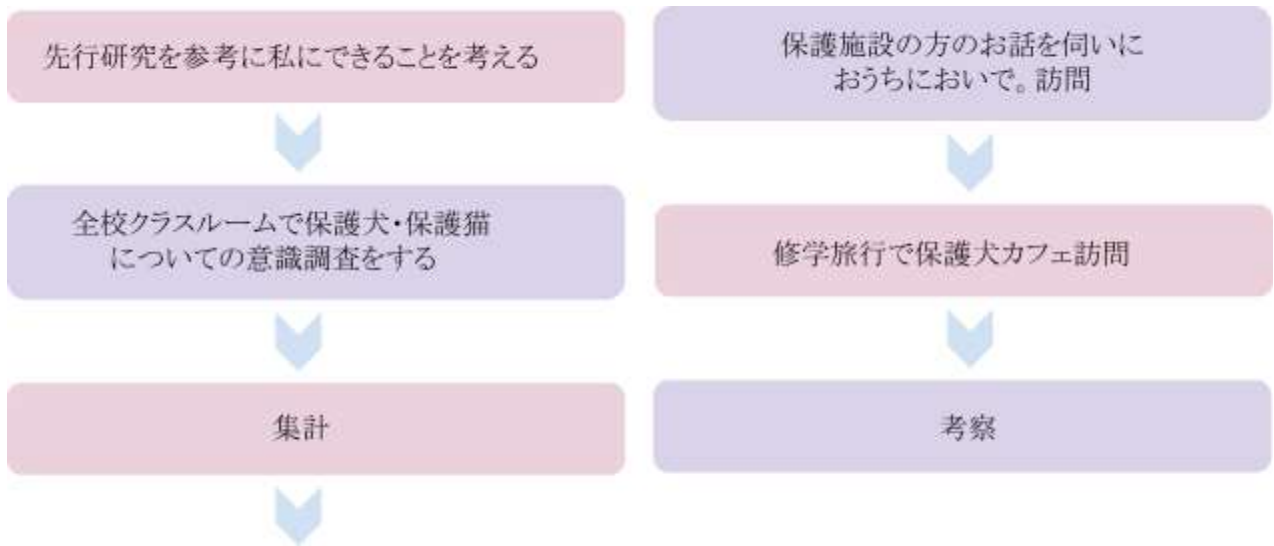 先行研究を参考に私にできることを考える
全校クラスルームで保護犬・保護猫
についての意識調査をする
集計
保護施設の方のお話を伺いに
おうちにおいで。訪問
修学旅行で保護犬カフェ訪問
考察